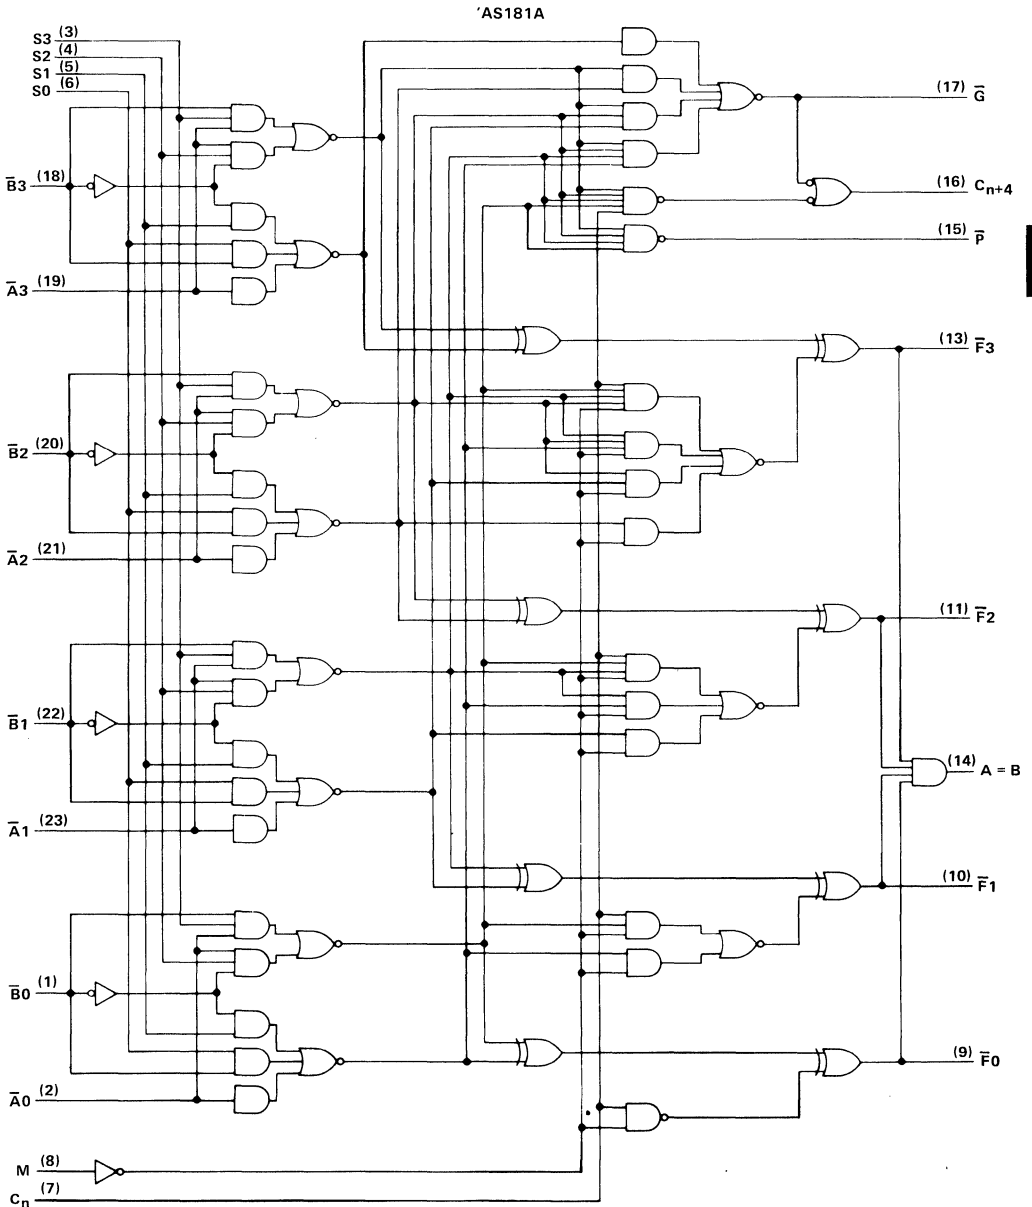 'AS181A
S3 (3)
S2 (4)
S1 (5)
S0 (6)
B̅3 (18)
A̅3 (19)
B̅2 (20)
A̅2 (21)
B̅1 (22)
A̅1 (23)
B̅0 (1)
A̅0 (2)
M (8)
Cn (7)
(17) G̅
(16) Cn+4
(15) P̅
(13) F̅3
(11) F̅2
(14) A = B
(10) F̅1
(9) F̅0